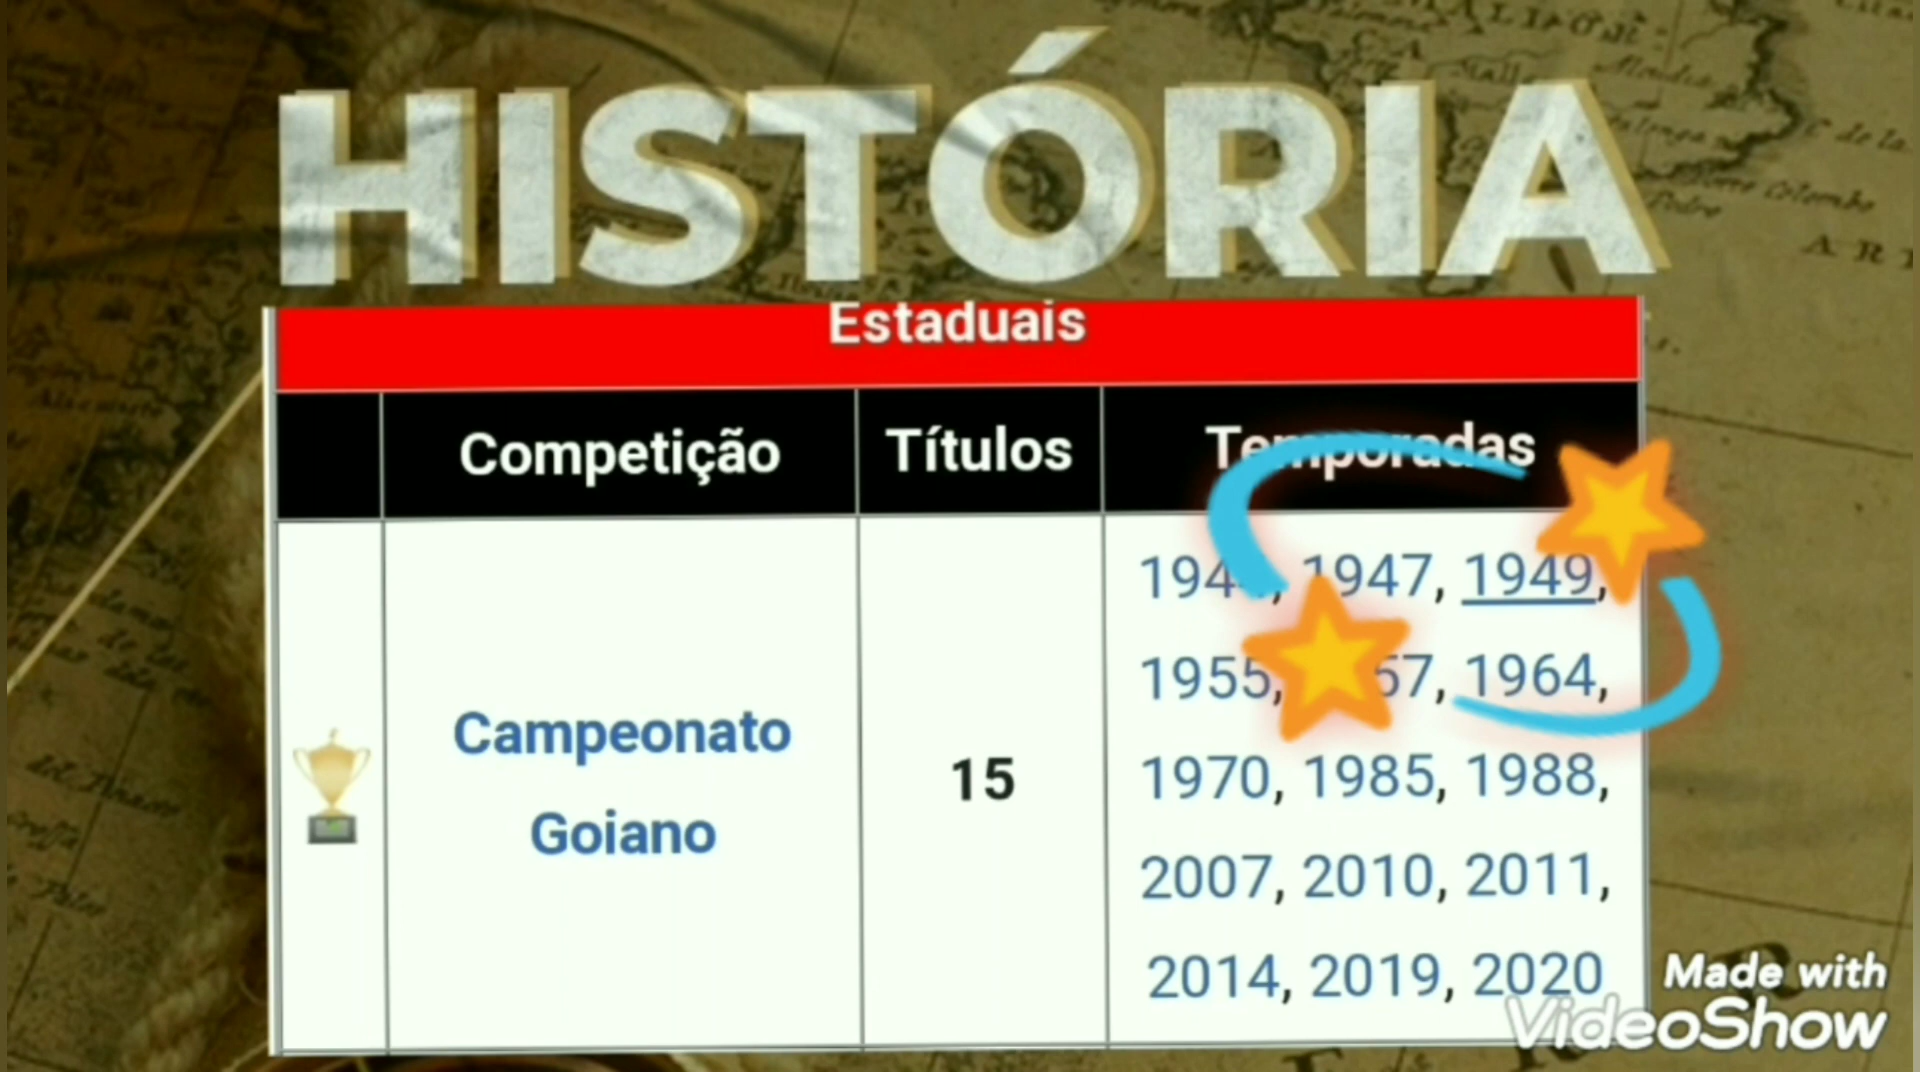 HISTÓRIA
Estaduais
Competição
Títulos
Temporadas
Campeonato
Goiano
15
1947, 1949,
1955, 1964,
1970, 1985, 1988,
2007, 2010, 2011,
2014, 2019, 2020
Made with
VideoShow